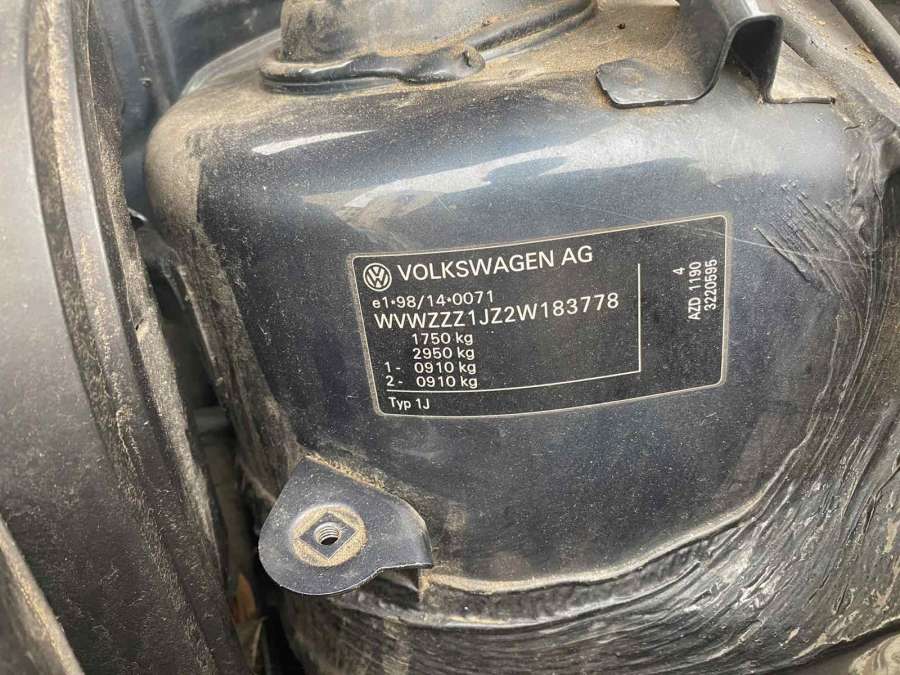 VOLKSWAGEN AG
e1*98/14*0071
WVWZZZ1JZ2W183778
1750 kg
2950 kg
1- 0910 kg
2- 0910 kg
Typ 1J
4
AZD 1190
3220595